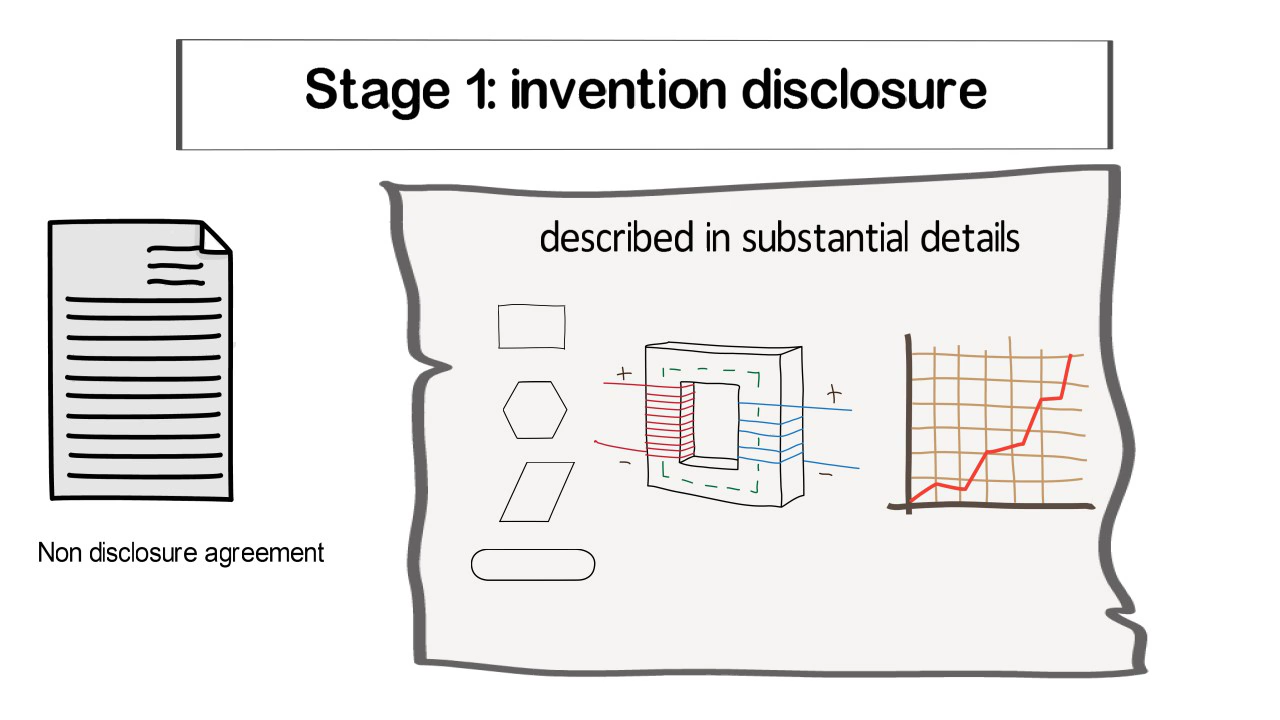 Stage 1: invention disclosure
described in substantial details
+
+
-
-
Non disclosure agreement